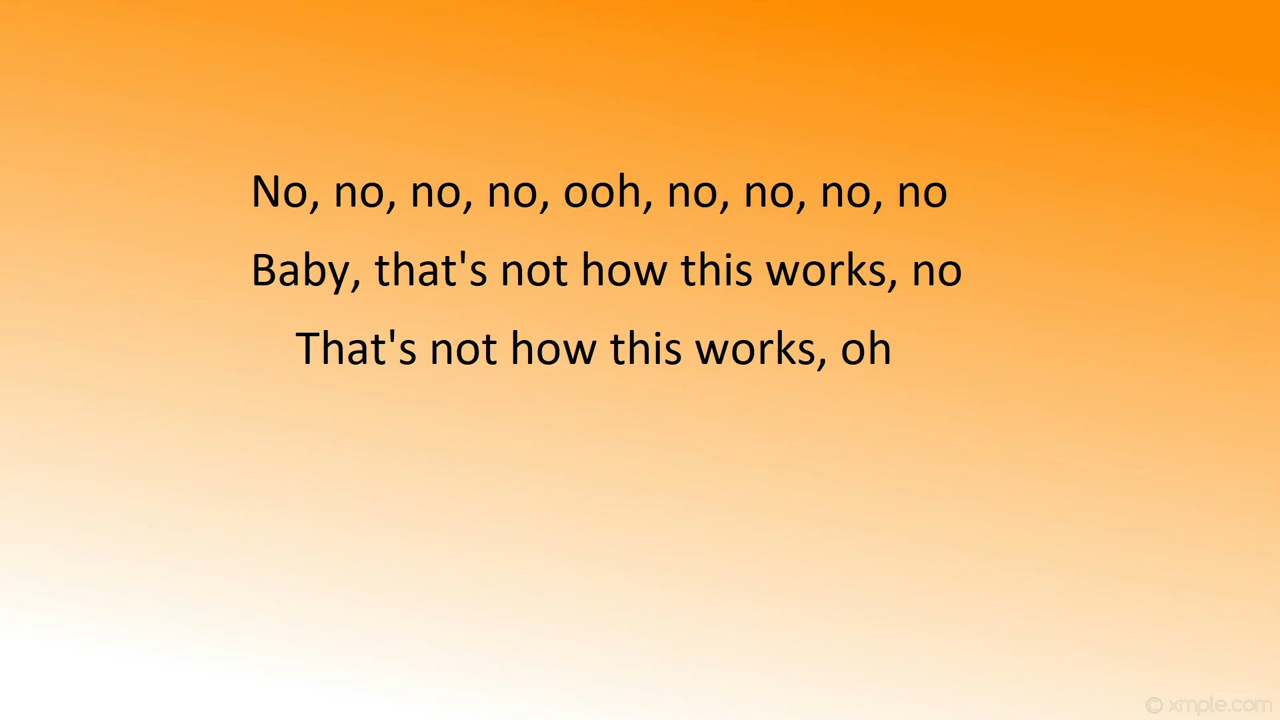 No, no, no, no, ooh, no, no, no, no
Baby, that's not how this works, no
That's not how this works, oh
© xmple.com